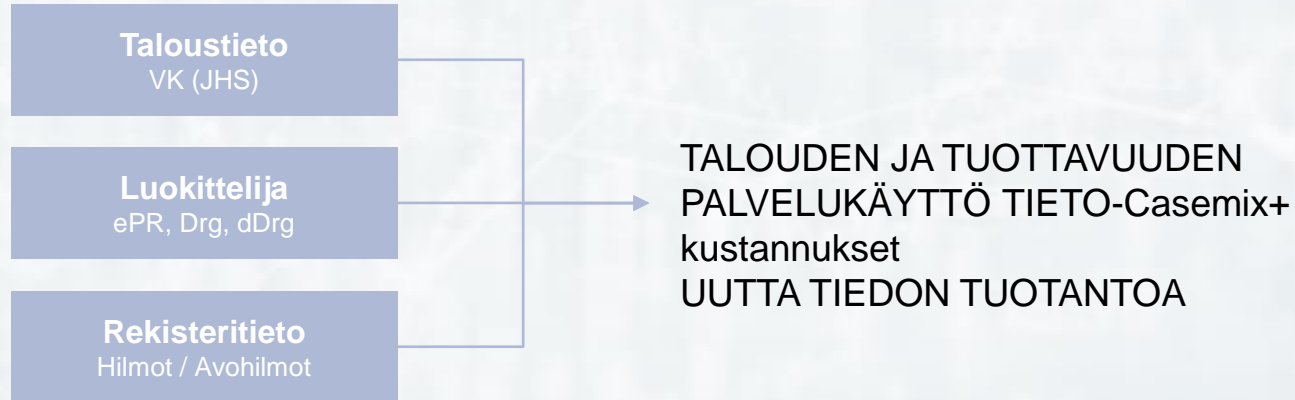 Taloustieto
VK (JHS)
Luokittelija
ePR, Drg, dDrg
Rekisteritieto
Hilmot / Avohilmot
TALOUDEN JA TUOTTAVUUDEN
PALVELUKÄYTTÖ TIETO-Casemix+
kustannukset
UUTTA TIEDON TUOTANTOA